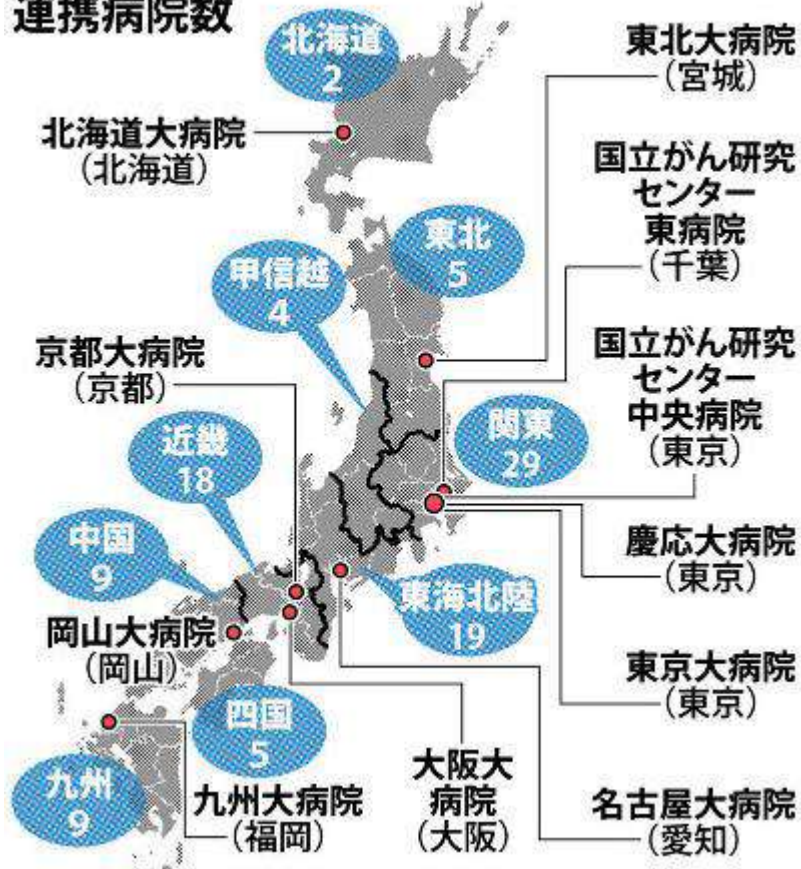 連携病院数
北海道
2
東北大病院
(宮城)
北海道大病院
(北海道)
国立がん研究
センター
東病院
(千葉)
東北
5
甲信越
4
京都大病院
(京都)
国立がん研究
センター
中央病院
(東京)
関東
29
近畿
18
中国
9
慶応大病院
(東京)
東海北陸
19
岡山大病院
(岡山)
東京大病院
(東京)
四国
5
九州
9
九州大病院
(福岡)
大阪大
病院
(大阪)
名古屋大病院
(愛知)